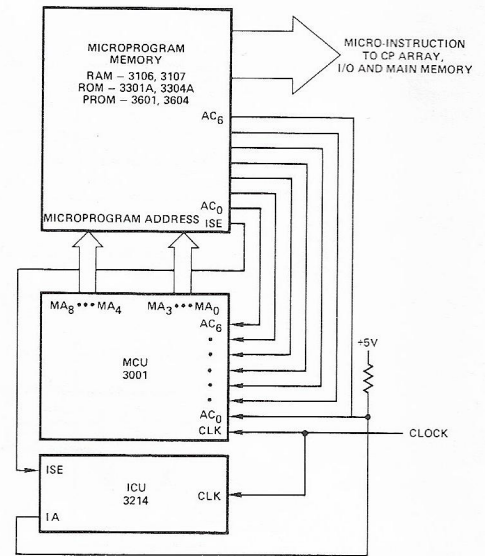 MICROPROGRAM
MEMORY
RAM – 3106, 3107
ROM – 3301A, 3304A
PROM – 3601, 3604
MICRO-INSTRUCTION
TO CP ARRAY,
I/O AND MAIN MEMORY
AC6
AC0
MICROPROGRAM ADDRESS
ISE
MA8 ••• MA4
MA3 ••• MA0
AC6
MCU
3001
+5V
AC0
CLK
CLOCK
ISE
ICU
3214
CLK
IA